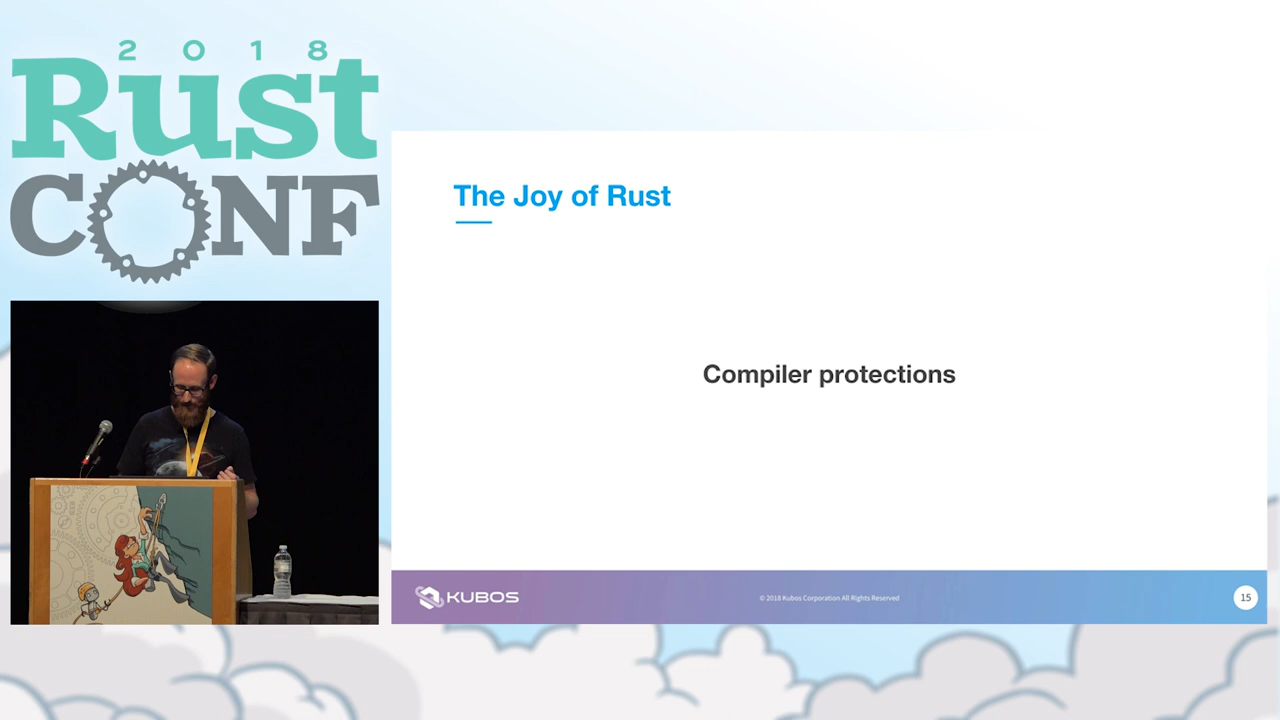 2018
Rust
CONF
The Joy of Rust
Compiler protections
KUBOS
© 2018 Kubos Corporation All Rights Reserved
15